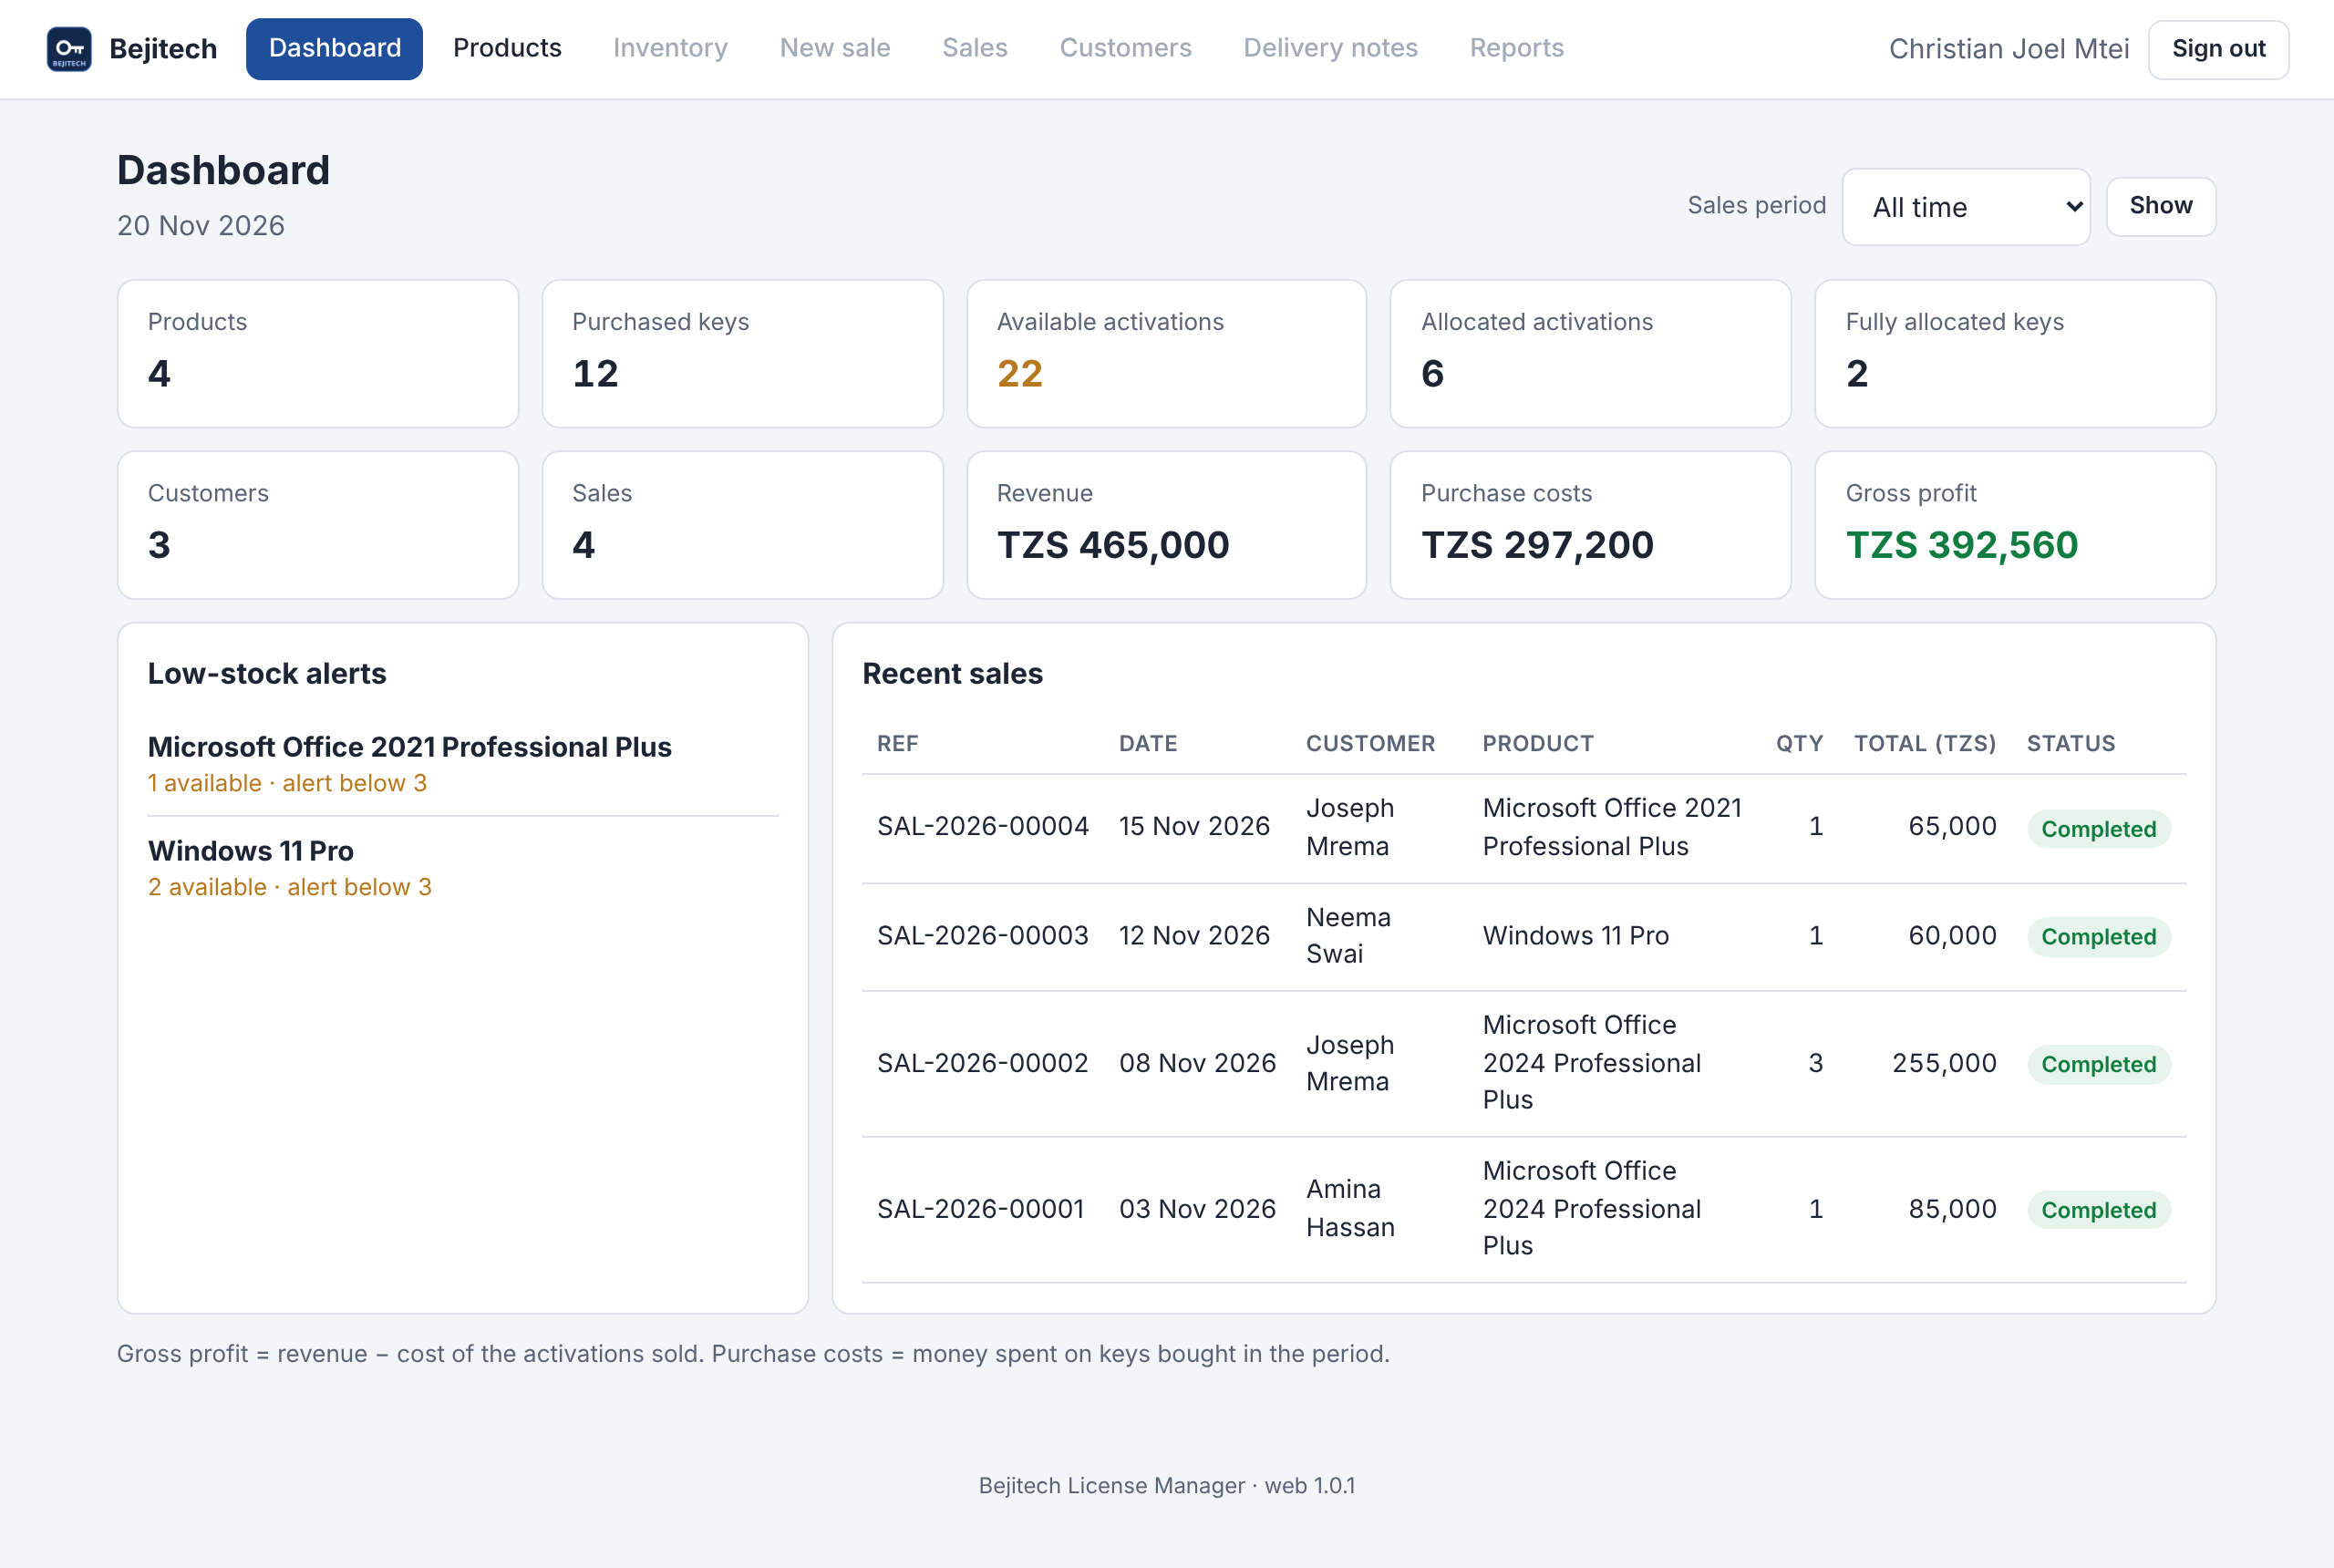 BEJITECH
Bejitech
Dashboard
Products
Inventory
New sale
Sales
Customers
Delivery notes
Reports
Christian Joel Mtei
Sign out
Dashboard
20 Nov 2026
Sales period
All time
Show
Products
4
Purchased keys
12
Available activations
22
Allocated activations
6
Fully allocated keys
2
Customers
3
Sales
4
Revenue
TZS 465,000
Purchase costs
TZS 297,200
Gross profit
TZS 392,560
Low-stock alerts
Microsoft Office 2021 Professional Plus
1 available · alert below 3
Windows 11 Pro
2 available · alert below 3
Recent sales
REF DATE CUSTOMER PRODUCT QTY TOTAL (TZS) STATUS
SAL-2026-00004 15 Nov 2026 Joseph Mrema Microsoft Office 2021 Professional Plus 1 65,000 Completed
SAL-2026-00003 12 Nov 2026 Neema Swai Windows 11 Pro 1 60,000 Completed
SAL-2026-00002 08 Nov 2026 Joseph Mrema Microsoft Office 2024 Professional Plus 3 255,000 Completed
SAL-2026-00001 03 Nov 2026 Amina Hassan Microsoft Office 2024 Professional Plus 1 85,000 Completed
Gross profit = revenue − cost of the activations sold. Purchase costs = money spent on keys bought in the period.
Bejitech License Manager · web 1.0.1